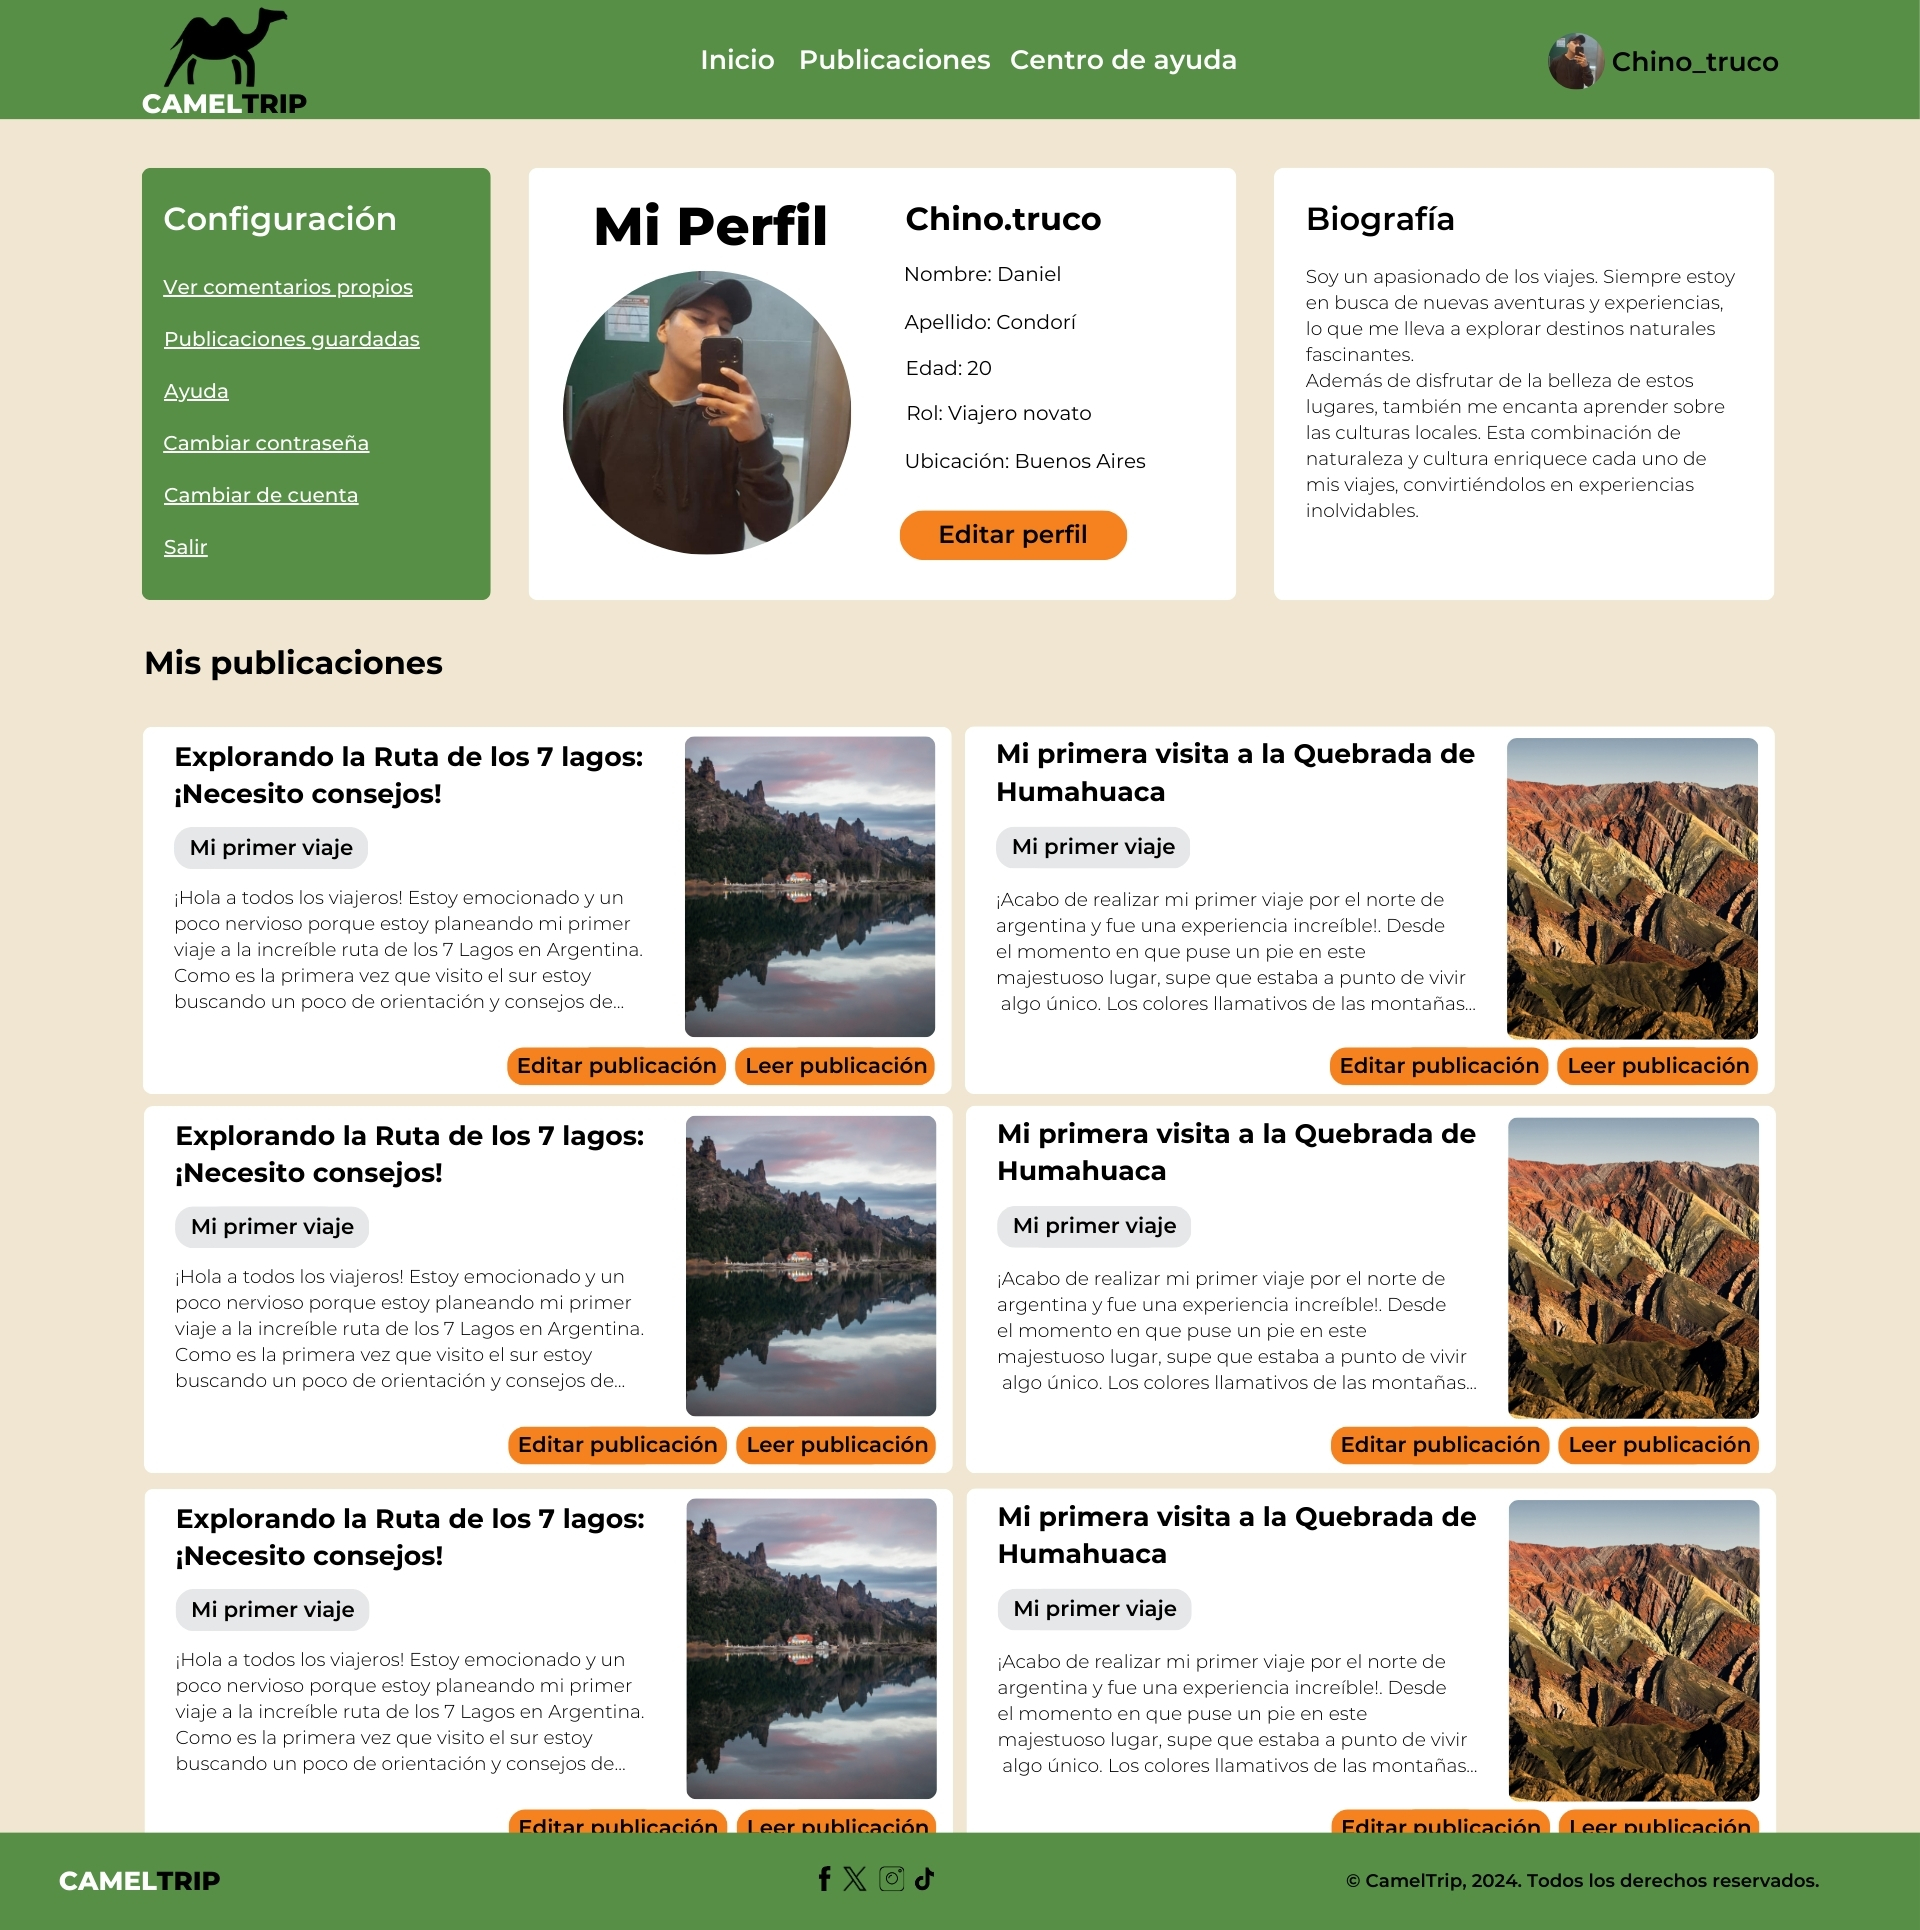 CAMELTRIP
Inicio
Publicaciones
Centro de ayuda
Chino_truco
Configuración
Ver comentarios propios
Publicaciones guardadas
Ayuda
Cambiar contraseña
Cambiar de cuenta
Salir
Mi Perfil
Chino.truco
Nombre: Daniel
Apellido: Condorí
Edad: 20
Rol: Viajero novato
Ubicación: Buenos Aires
Editar perfil
Biografía
Soy un apasionado de los viajes. Siempre estoy
en busca de nuevas aventuras y experiencias,
lo que me lleva a explorar destinos naturales
fascinantes.
Además de disfrutar de la belleza de estos
lugares, también me encanta aprender sobre
las culturas locales. Esta combinación de
naturaleza y cultura enriquece cada uno de
mis viajes, convirtiéndolos en experiencias
inolvidables.
Mis publicaciones
Explorando la Ruta de los 7 lagos:
¡Necesito consejos!
Mi primer viaje
¡Hola a todos los viajeros! Estoy emocionado y un
poco nervioso porque estoy planeando mi primer
viaje a la increíble ruta de los 7 Lagos en Argentina.
Como es la primera vez que visito el sur estoy
buscando un poco de orientación y consejos de...
Editar publicación
Leer publicación
Mi primera visita a la Quebrada de
Humahuaca
Mi primer viaje
¡Acabo de realizar mi primer viaje por el norte de
argentina y fue una experiencia increíble!. Desde
el momento en que puse un pie en este
majestuoso lugar, supe que estaba a punto de vivir
algo único. Los colores llamativos de las montañas...
Editar publicación
Leer publicación
Explorando la Ruta de los 7 lagos:
¡Necesito consejos!
Mi primer viaje
¡Hola a todos los viajeros! Estoy emocionado y un
poco nervioso porque estoy planeando mi primer
viaje a la increíble ruta de los 7 Lagos en Argentina.
Como es la primera vez que visito el sur estoy
buscando un poco de orientación y consejos de...
Editar publicación
Leer publicación
Mi primera visita a la Quebrada de
Humahuaca
Mi primer viaje
¡Acabo de realizar mi primer viaje por el norte de
argentina y fue una experiencia increíble!. Desde
el momento en que puse un pie en este
majestuoso lugar, supe que estaba a punto de vivir
algo único. Los colores llamativos de las montañas...
Editar publicación
Leer publicación
Explorando la Ruta de los 7 lagos:
¡Necesito consejos!
Mi primer viaje
¡Hola a todos los viajeros! Estoy emocionado y un
poco nervioso porque estoy planeando mi primer
viaje a la increíble ruta de los 7 Lagos en Argentina.
Como es la primera vez que visito el sur estoy
buscando un poco de orientación y consejos de...
Editar publicación
Leer publicación
Mi primera visita a la Quebrada de
Humahuaca
Mi primer viaje
¡Acabo de realizar mi primer viaje por el norte de
argentina y fue una experiencia increíble!. Desde
el momento en que puse un pie en este
majestuoso lugar, supe que estaba a punto de vivir
algo único. Los colores llamativos de las montañas...
Editar publicación
Leer publicación
CAMELTRIP
© CamelTrip, 2024. Todos los derechos reservados.